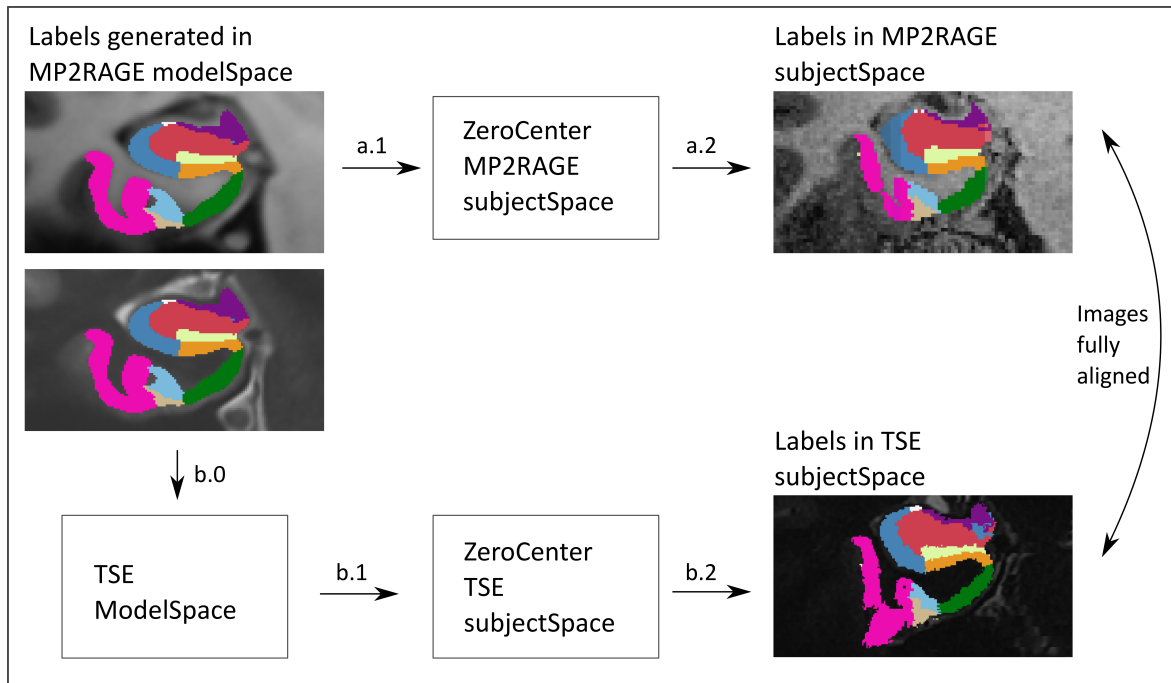 Labels generated in
MP2RAGE modelSpace
a.1
ZeroCenter
MP2RAGE
subjectSpace
a.2
Labels in MP2RAGE
subjectSpace
Images
fully
aligned
b.0
TSE
ModelSpace
b.1
ZeroCenter
TSE
subjectSpace
b.2
Labels in TSE
subjectSpace